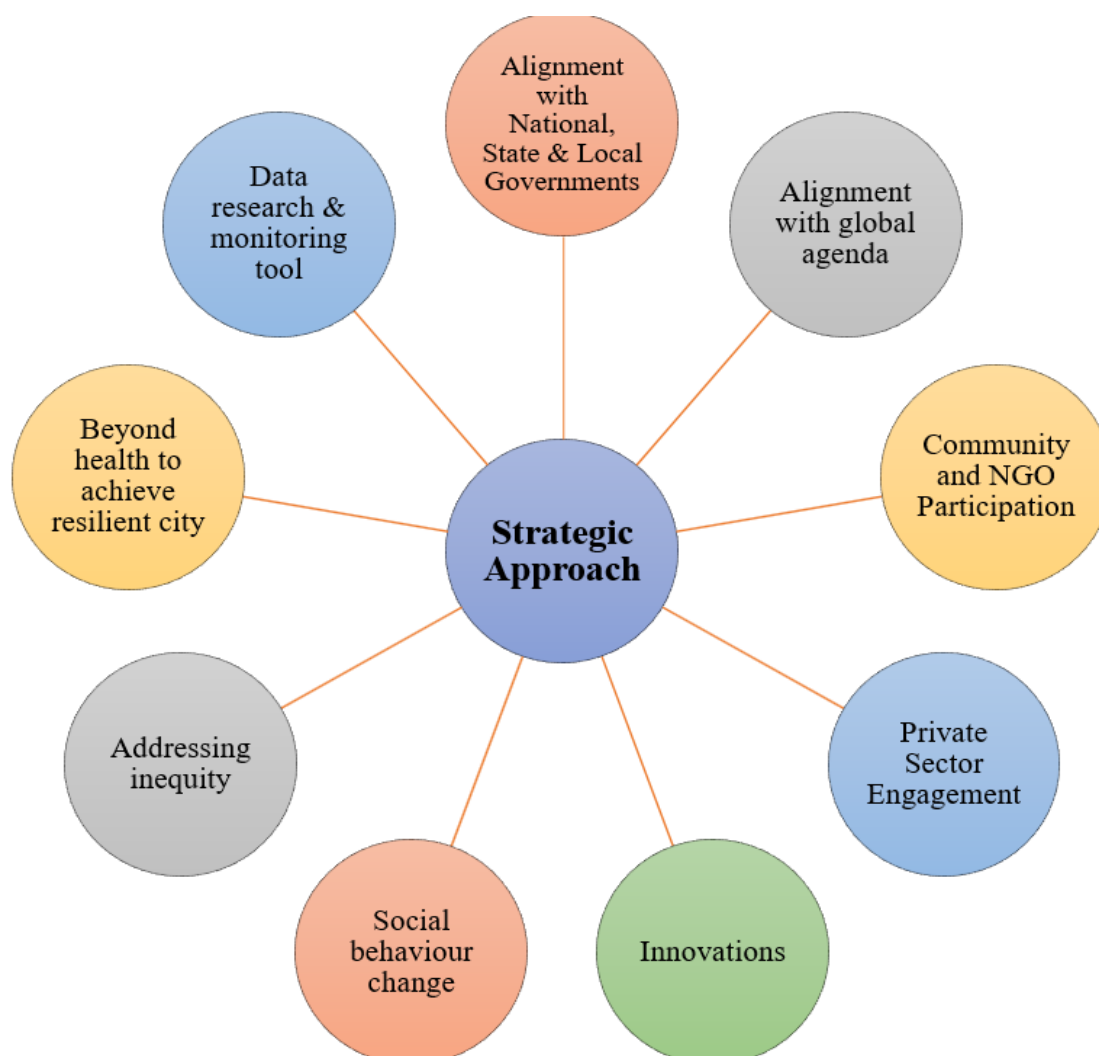 Alignment
with
National,
State & Local
Governments
Data
research &
monitoring
tool
Alignment
with global
agenda
Beyond
health to
achieve
resilient city
Community
and NGO
Participation
Strategic
Approach
Addressing
inequity
Private
Sector
Engagement
Social
behaviour
change
Innovations